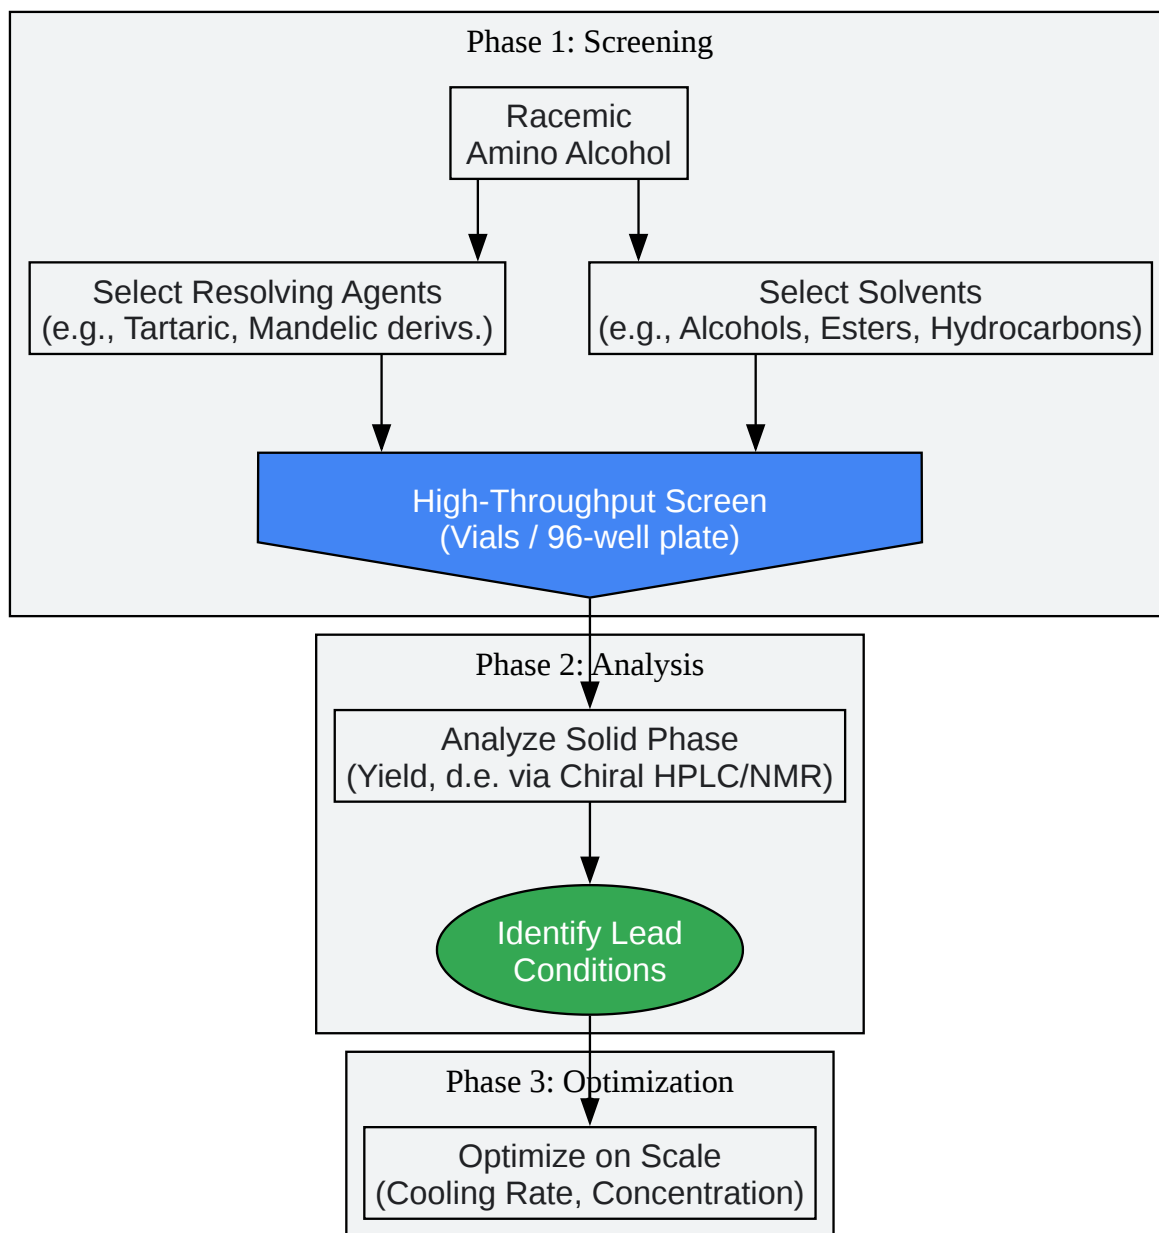 Phase 1: Screening
Racemic
Amino Alcohol
Select Resolving Agents
(e.g., Tartaric, Mandelic derivs.)
Select Solvents
(e.g., Alcohols, Esters, Hydrocarbons)
High-Throughput Screen
(Vials / 96-well plate)
Phase 2: Analysis
Analyze Solid Phase
(Yield, d.e. via Chiral HPLC/NMR)
Identify Lead
Conditions
Phase 3: Optimization
Optimize on Scale
(Cooling Rate, Concentration)